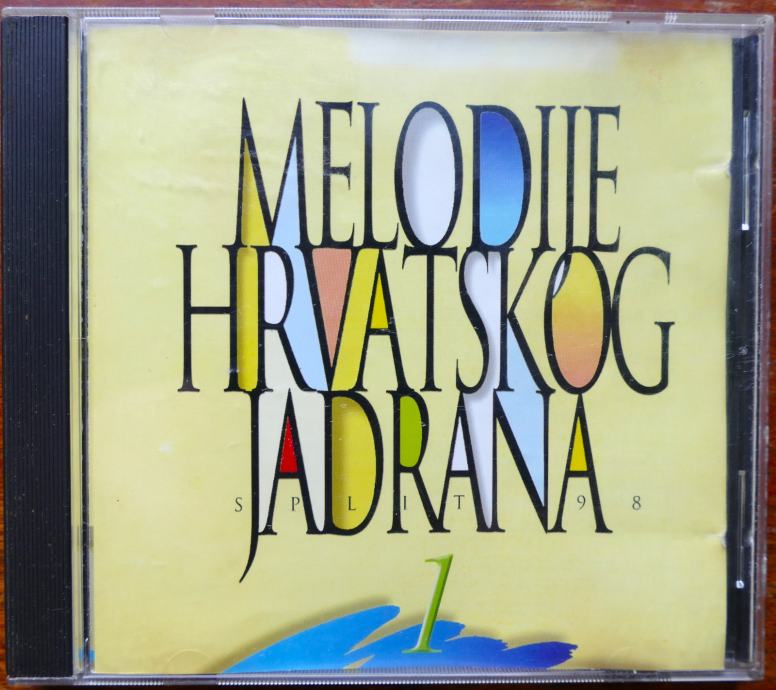 MELODIJE
HRVATSKOG
JADRANA
SPLIT 98
1